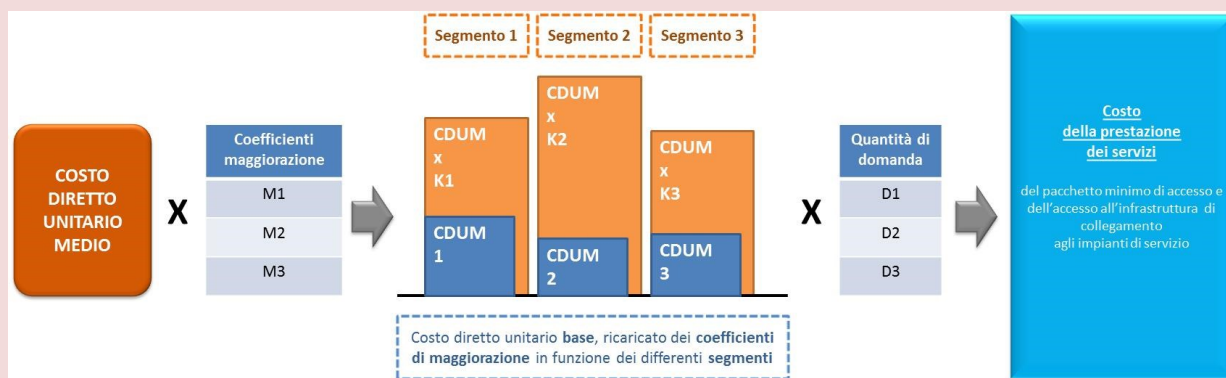 Segmento 1
Segmento 2
Segmento 3
COSTO
DIRETTO
UNITARIO
MEDIO
X
Coefficienti
maggiorazione
M1
M2
M3
CDUM
x
K1
CDUM
1
CDUM
x
K2
CDUM
2
CDUM
x
K3
CDUM
3
X
Quantità di
domanda
D1
D2
D3
Costo
della prestazione
dei servizi
del pacchetto minimo di accesso e
dell'accesso all'infrastruttura di
collegamento
agli impianti di servizio
Costo diretto unitario base, ricaricato dei coefficienti
di maggiorazione in funzione dei differenti segmenti